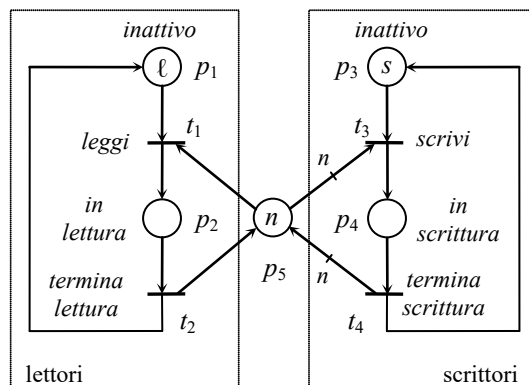 inattivo
inattivo
ℓ p1
p3 s
leggi t1
t3 scrivi
n
in lettura p2
n
p4 in scrittura
p5
n
termina lettura t2
termina scrittura t4
lettori
scrittori